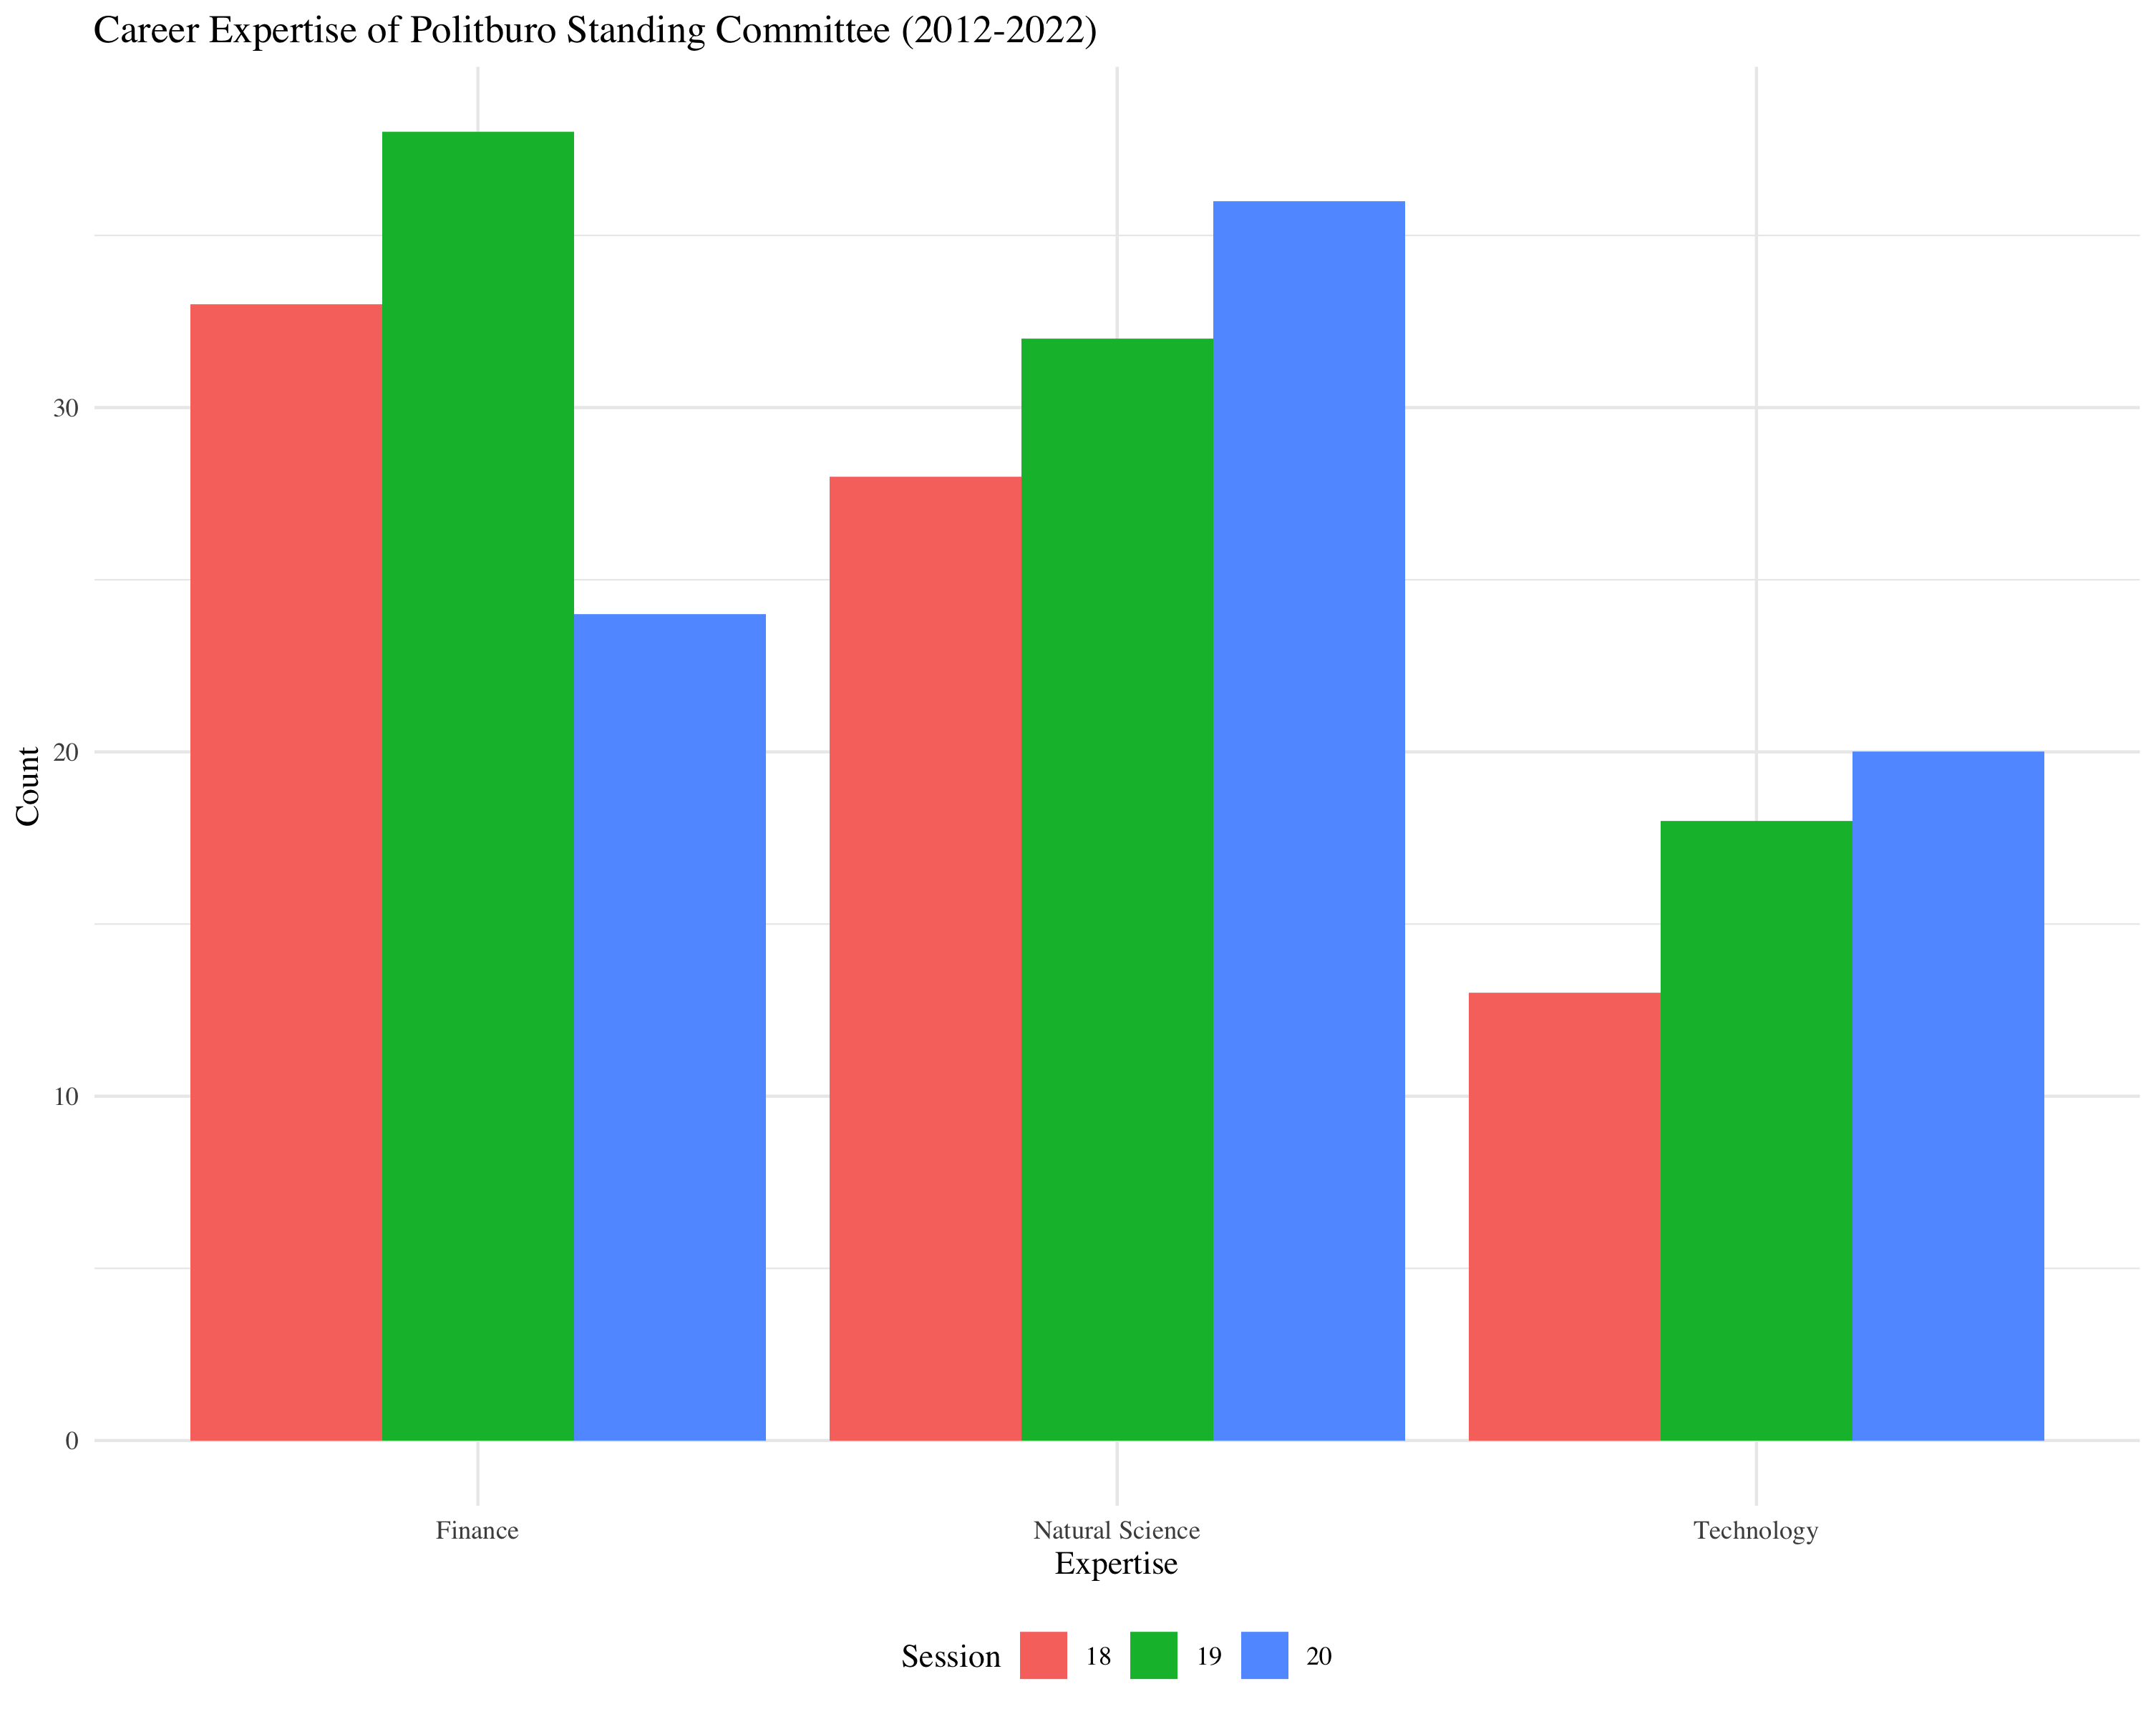 Career Expertise of Politburo Standing Committee (2012-2022)
Count
30
20
10
0
Finance Natural Science Technology
Expertise
Session 18 19 20